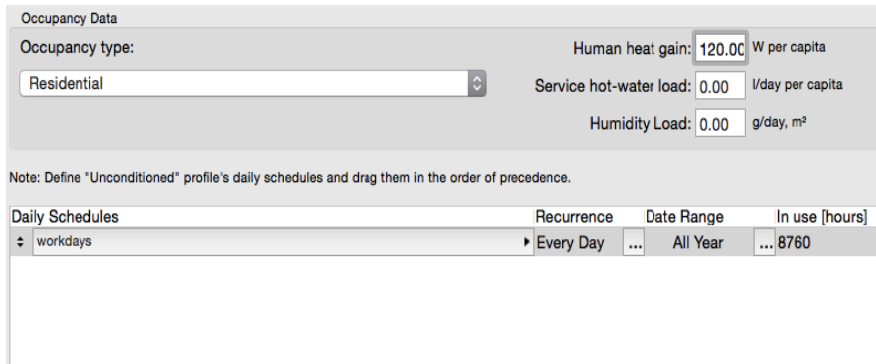 Occupancy Data
Occupancy type:
Human heat gain: 120.00 W per capita
Residential
Service hot-water load: 0.00 l/day per capita
Humidity Load: 0.00 g/day, m²
Note: Define "Unconditioned" profile's daily schedules and drag them in the order of precedence.
Daily Schedules Recurrence Date Range In use [hours]
workdays Every Day ... All Year ... 8760